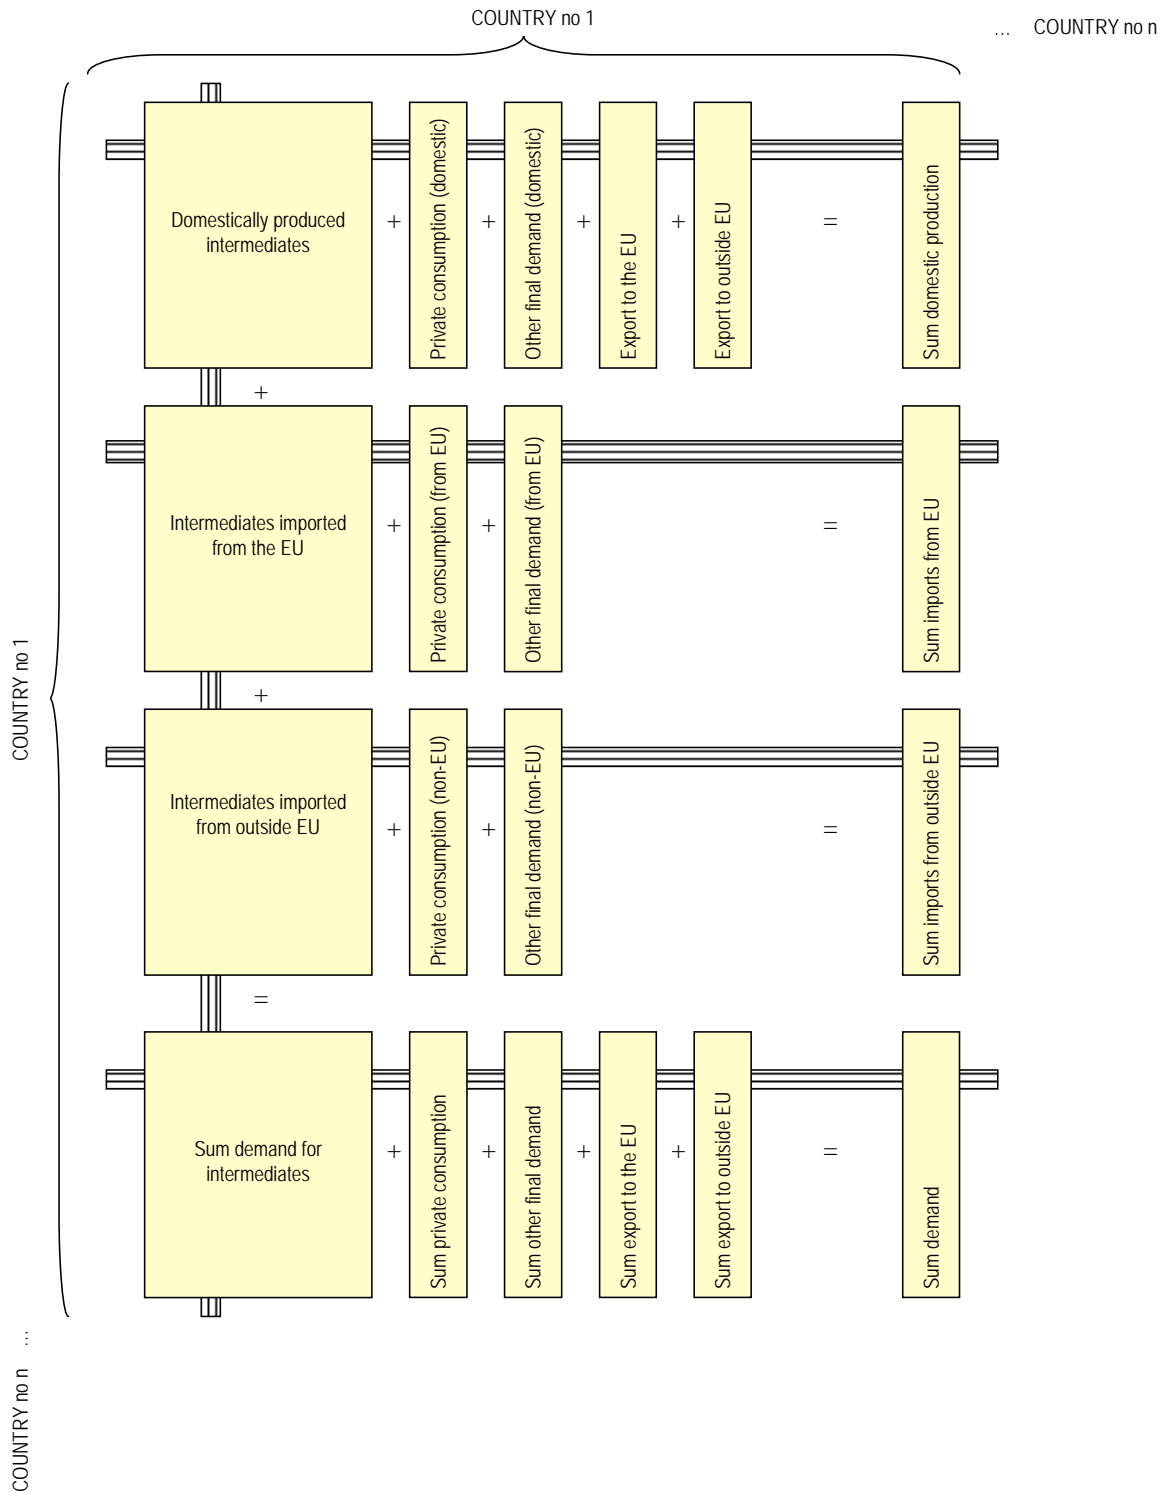 COUNTRY no 1
... COUNTRY no n
COUNTRY no 1
Domestically produced
intermediates
+
Private consumption (domestic)
+
Other final demand (domestic)
+
Export to the EU
+
Export to outside EU
=
Sum domestic production
+
Intermediates imported
from the EU
+
Private consumption (from EU)
+
Other final demand (from EU)
=
Sum imports from EU
+
Intermediates imported
from outside EU
+
Private consumption (non-EU)
+
Other final demand (non-EU)
=
Sum imports from outside EU
=
Sum demand for
intermediates
+
Sum private consumption
+
Sum other final demand
+
Sum export to the EU
+
Sum export to outside EU
=
Sum demand
COUNTRY no n ...